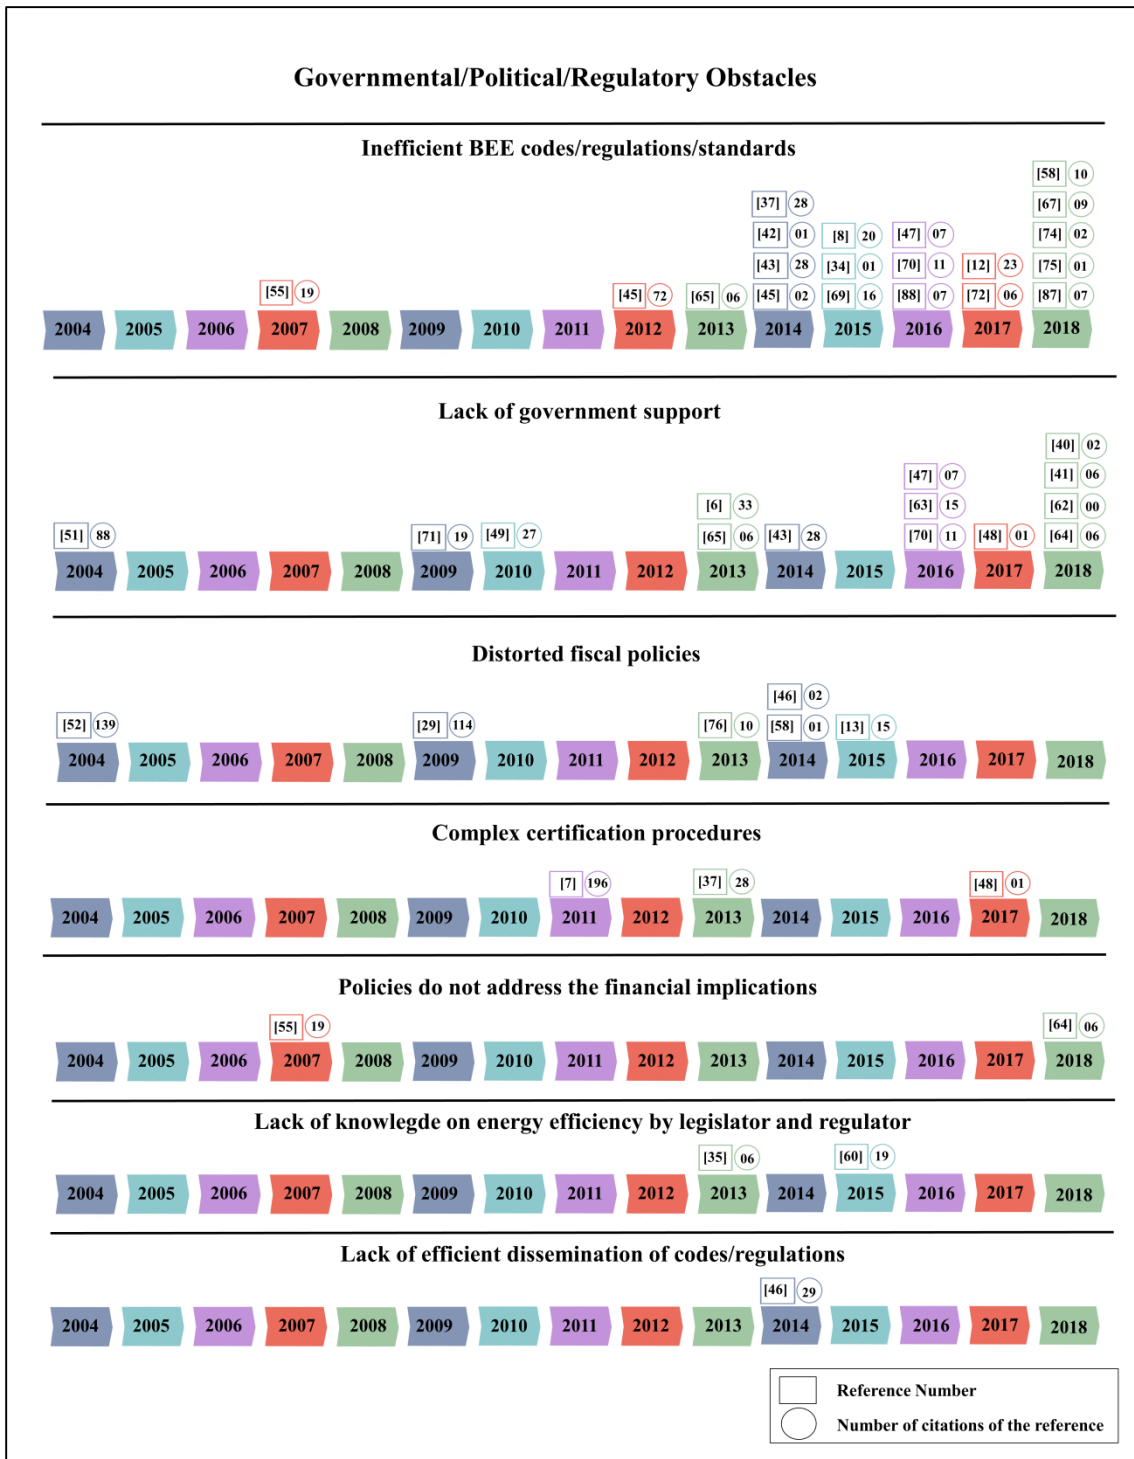 Governmental/Political/Regulatory Obstacles
Inefficient BEE codes/regulations/standards
[58] 10
[37] 28 [67] 09
[42] 01 [8] 20 [47] 07 [74] 02
[43] 28 [34] 01 [70] 11 [12] 23 [75] 01
[55] 19 [45] 72 [65] 06 [45] 02 [69] 16 [88] 07 [72] 06 [87] 07
2004 2005 2006 2007 2008 2009 2010 2011 2012 2013 2014 2015 2016 2017 2018
Lack of government support
[40] 02
[47] 07 [41] 06
[6] 33 [63] 15 [62] 00
[51] 88 [71] 19 [49] 27 [65] 06 [43] 28 [70] 11 [48] 01 [64] 06
2004 2005 2006 2007 2008 2009 2010 2011 2012 2013 2014 2015 2016 2017 2018
Distorted fiscal policies
[46] 02
[52] 139 [29] 114 [76] 10 [58] 01 [13] 15
2004 2005 2006 2007 2008 2009 2010 2011 2012 2013 2014 2015 2016 2017 2018
Complex certification procedures
[7] 196 [37] 28 [48] 01
2004 2005 2006 2007 2008 2009 2010 2011 2012 2013 2014 2015 2016 2017 2018
Policies do not address the financial implications
[55] 19 [64] 06
2004 2005 2006 2007 2008 2009 2010 2011 2012 2013 2014 2015 2016 2017 2018
Lack of knowlegde on energy efficiency by legislator and regulator
[35] 06 [60] 19
2004 2005 2006 2007 2008 2009 2010 2011 2012 2013 2014 2015 2016 2017 2018
Lack of efficient dissemination of codes/regulations
[46] 29
2004 2005 2006 2007 2008 2009 2010 2011 2012 2013 2014 2015 2016 2017 2018
Reference Number
Number of citations of the reference